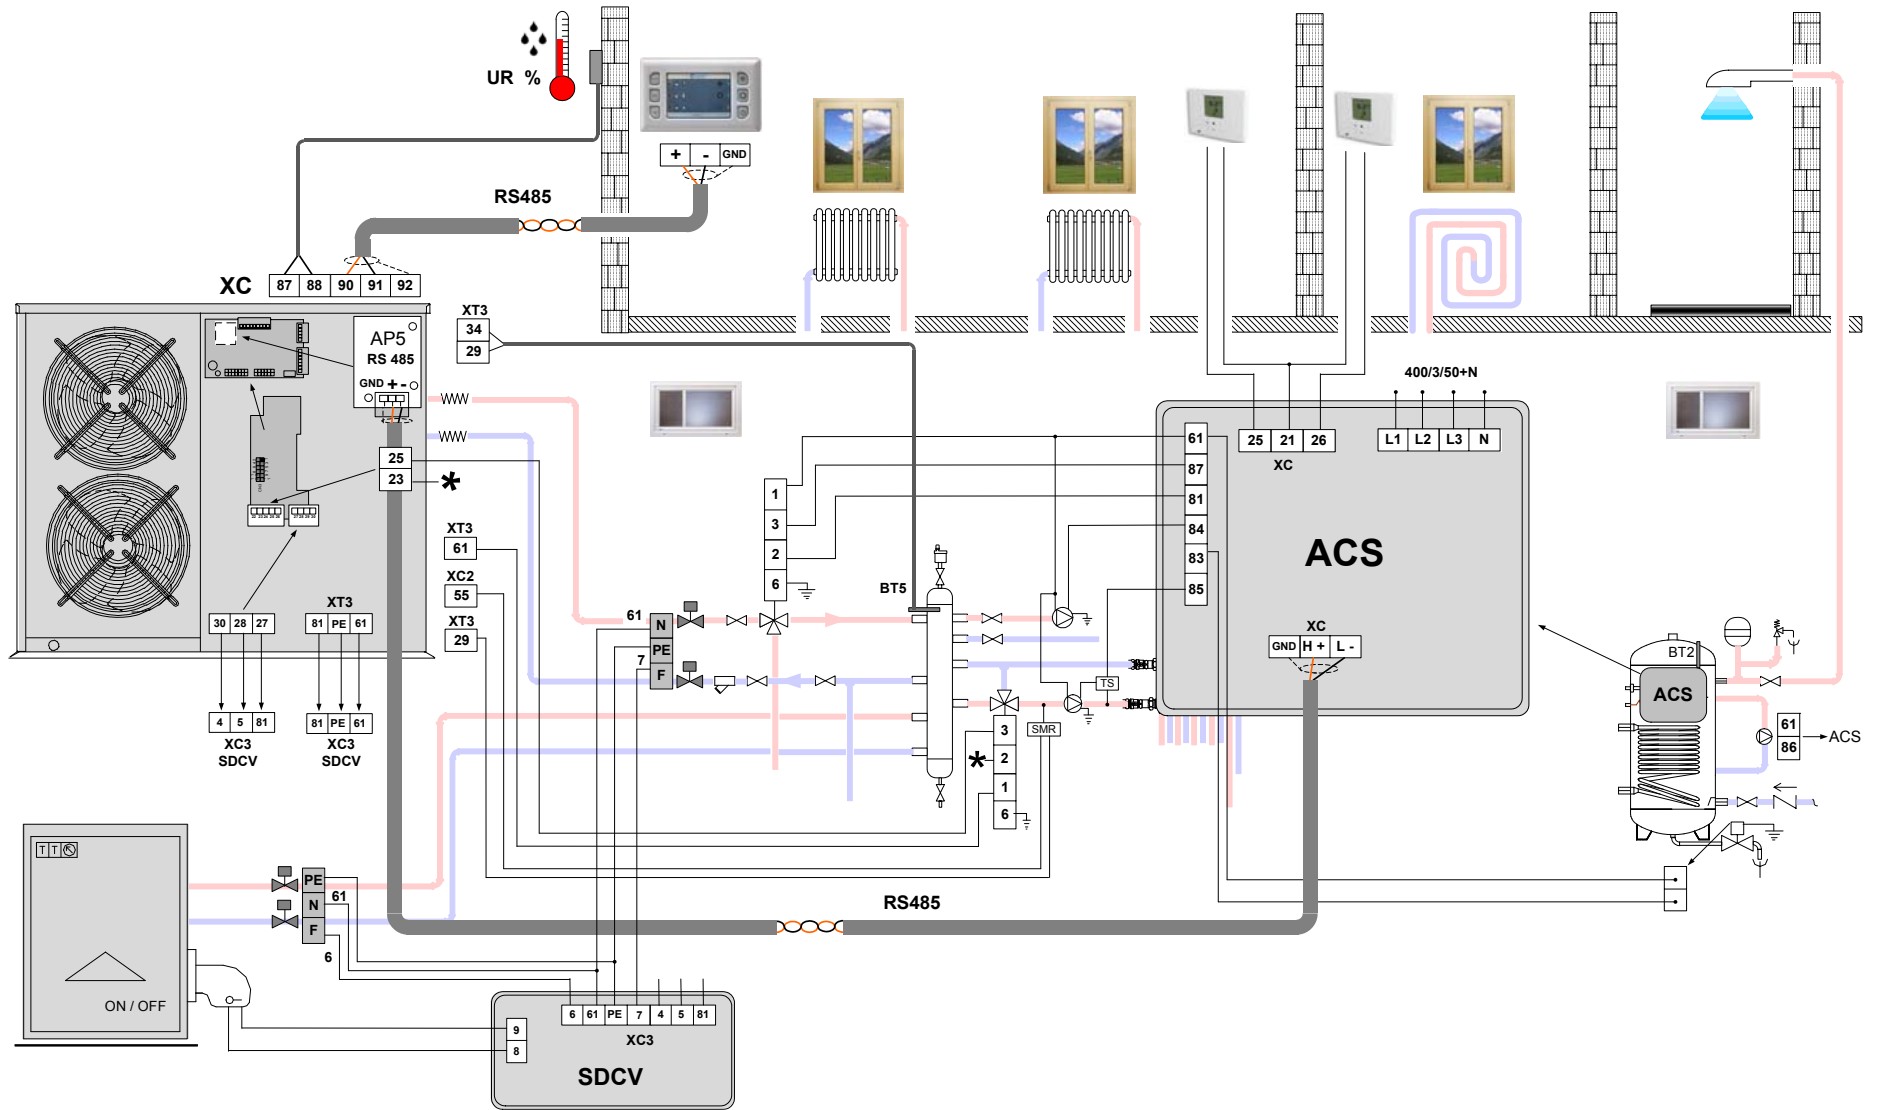 UR %
+ - GND
RS485
XC
87 88 90 91 92
AP5
RS 485
GND + -
25
23
*
XT3
34
29
XT3
61
XC2
55
XT3
29
30 28 27
XT3
81 PE 61
4 5 81
XC3
SDCV
81 PE 61
XC3
SDCV
1
3
2
6
BT5
61
N
PE
F
7
400/3/50+N
25 21 26
XC
L1 L2 L3 N
61
87
81
84
83
85
ACS
XC
GND H + L -
TS
SMR
3
2
1
6
*
BT2
ACS
61
86
ACS
T T
ON / OFF
PE
N
F
61
6
RS485
6 61 PE 7 4 5 81
XC3
9
8
SDCV